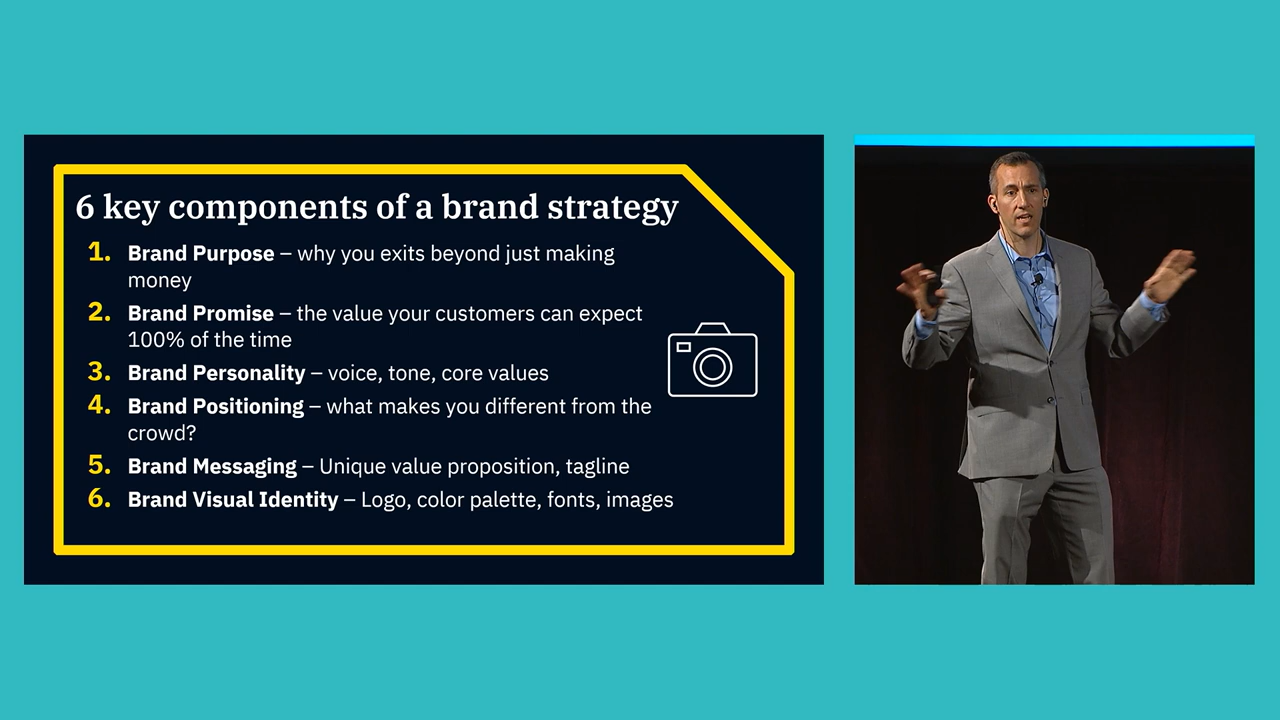 6 key components of a brand strategy
1. Brand Purpose – why you exits beyond just making
money
2. Brand Promise – the value your customers can expect
100% of the time
3. Brand Personality – voice, tone, core values
4. Brand Positioning – what makes you different from the
crowd?
5. Brand Messaging – Unique value proposition, tagline
6. Brand Visual Identity – Logo, color palette, fonts, images